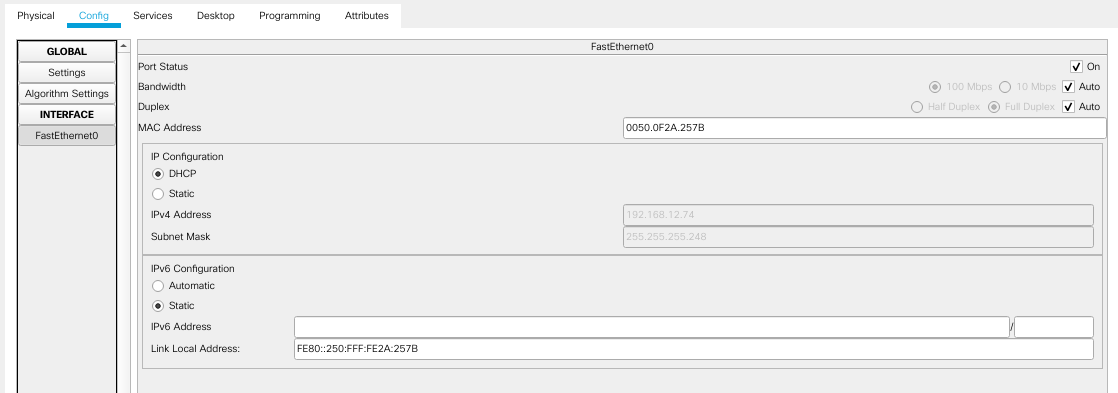 Physical Config Services Desktop Programming Attributes
GLOBAL
Settings
Algorithm Settings
INTERFACE
FastEthernet0
FastEthernet0
Port Status On
Bandwidth 100 Mbps 10 Mbps Auto
Duplex Half Duplex Full Duplex Auto
MAC Address 0050.0F2A.257B
IP Configuration
DHCP
Static
IPv4 Address 192.168.12.74
Subnet Mask 255.255.255.248
IPv6 Configuration
Automatic
Static
IPv6 Address /
Link Local Address: FE80::250:FFF:FE2A:257B